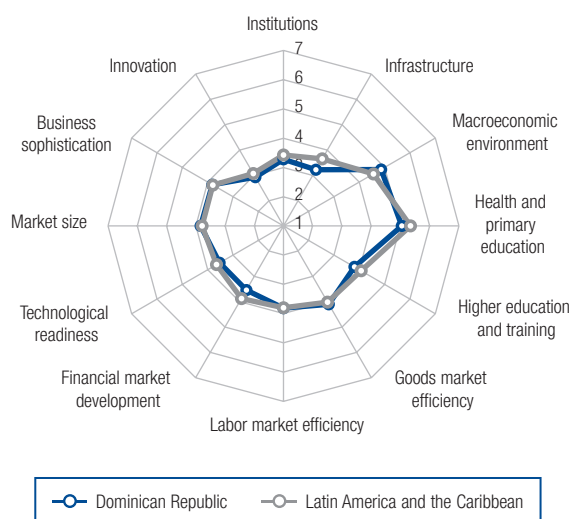 Institutions
7
6
5
4
3
2
1
Innovation
Infrastructure
Business
sophistication
Macroeconomic
environment
Market size
Health and
primary
education
Technological
readiness
Higher education
and training
Financial market
development
Goods market
efficiency
Labor market efficiency
Dominican Republic
Latin America and the Caribbean